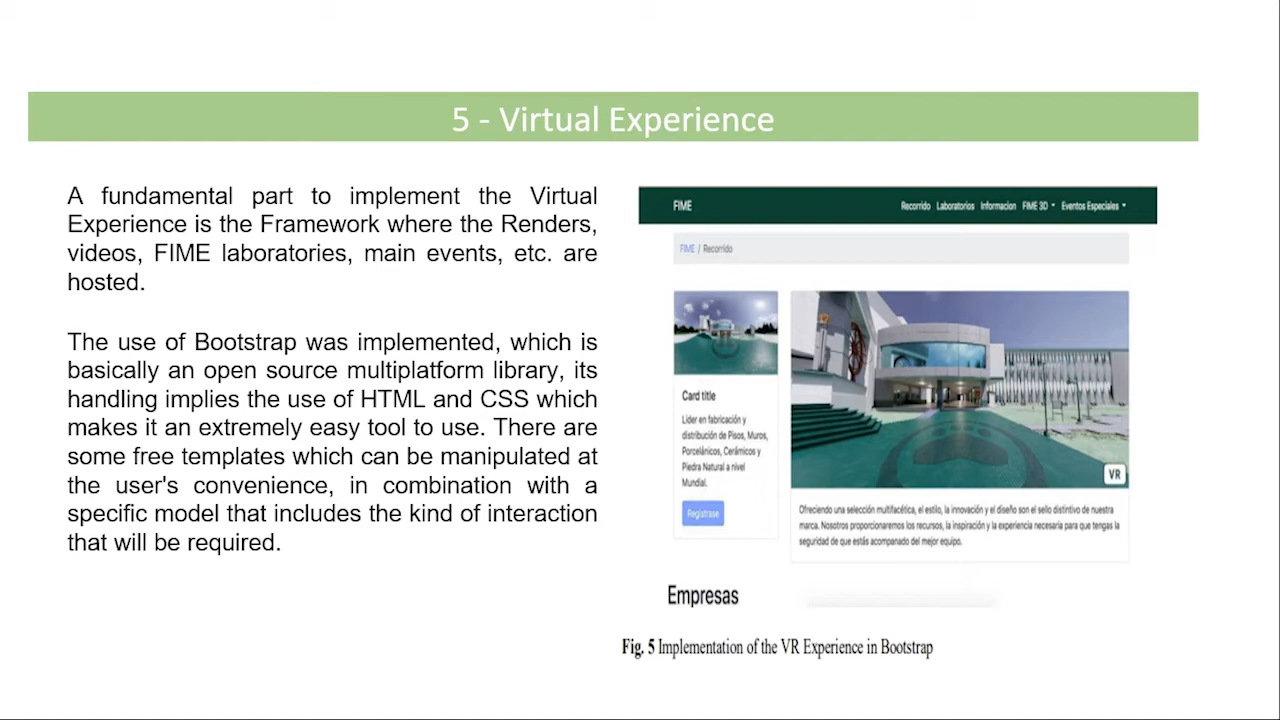 5 - Virtual Experience
A fundamental part to implement the Virtual
Experience is the Framework where the Renders,
videos, FIME laboratories, main events, etc. are
hosted.
The use of Bootstrap was implemented, which is
basically an open source multiplatform library, its
handling implies the use of HTML and CSS which
makes it an extremely easy tool to use. There are
some free templates which can be manipulated at
the user's convenience, in combination with a
specific model that includes the kind of interaction
that will be required.
FIME
Recorrido Laboratorios Informacion FIME 3D Eventos Especiales
FIME / Recorrido
Card title
Líder en fabricación y
distribución de Pisos, Muros,
Porcelánicos, Cerámicos y
Piedra Natural a nivel
Mundial.
Regístrase
VR
Ofreciendo una selección multifacética, el estilo, la innovación y el diseño son el sello distintivo de nuestra
marca. Nosotros proporcionaremos los recursos, la inspiración y la experiencia necesaria para que tengas la
seguridad de que estás acompanado del mejor equipo.
Empresas
Fig. 5 Implementation of the VR Experience in Bootstrap